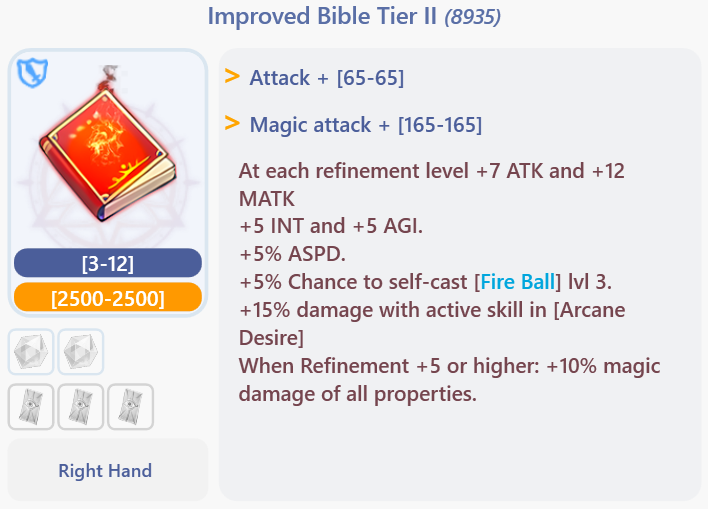 Improved Bible Tier II (8935)
> Attack + [65-65]
> Magic attack + [165-165]
At each refinement level +7 ATK and +12
MATK
+5 INT and +5 AGI.
+5% ASPD.
+5% Chance to self-cast [Fire Ball] lvl 3.
+15% damage with active skill in [Arcane
Desire]
When Refinement +5 or higher: +10% magic
damage of all properties.
[3-12]
[2500-2500]
Right Hand